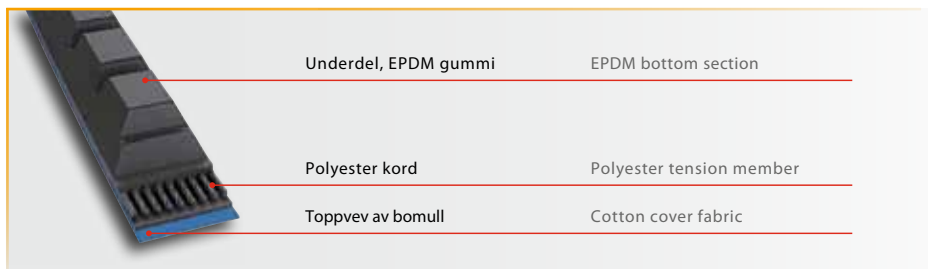 Underdel, EPDM gummi EPDM bottom section
Polyester kord Polyester tension member
Toppvev av bomull Cotton cover fabric